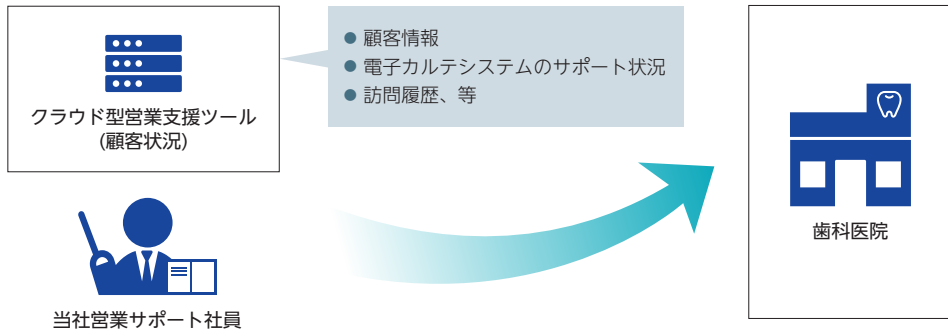 クラウド型営業支援ツール
(顧客状況)
● 顧客情報
● 電子カルテシステムのサポート状況
● 訪問履歴、等
当社営業サポート社員
歯科医院